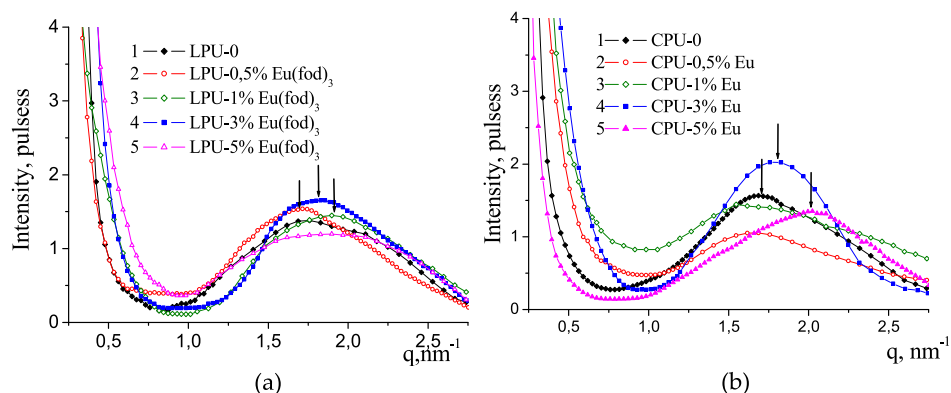 (a)
4
3
2
1
0
Intensity, pulsess
1 LPU-0
2 LPU-0,5% Eu(fod)3
3 LPU-1% Eu(fod)3
4 LPU-3% Eu(fod)3
5 LPU-5% Eu(fod)3
0,5 1,0 1,5 2,0 2,5
q,nm-1
(a)
(b)
4
3
2
1
0
Intensity, pulsess
1 CPU-0
2 CPU-0,5% Eu
3 CPU-1% Eu
4 CPU-3% Eu
5 CPU-5% Eu
0,5 1,0 1,5 2,0 2,5
q, nm-1
(b)